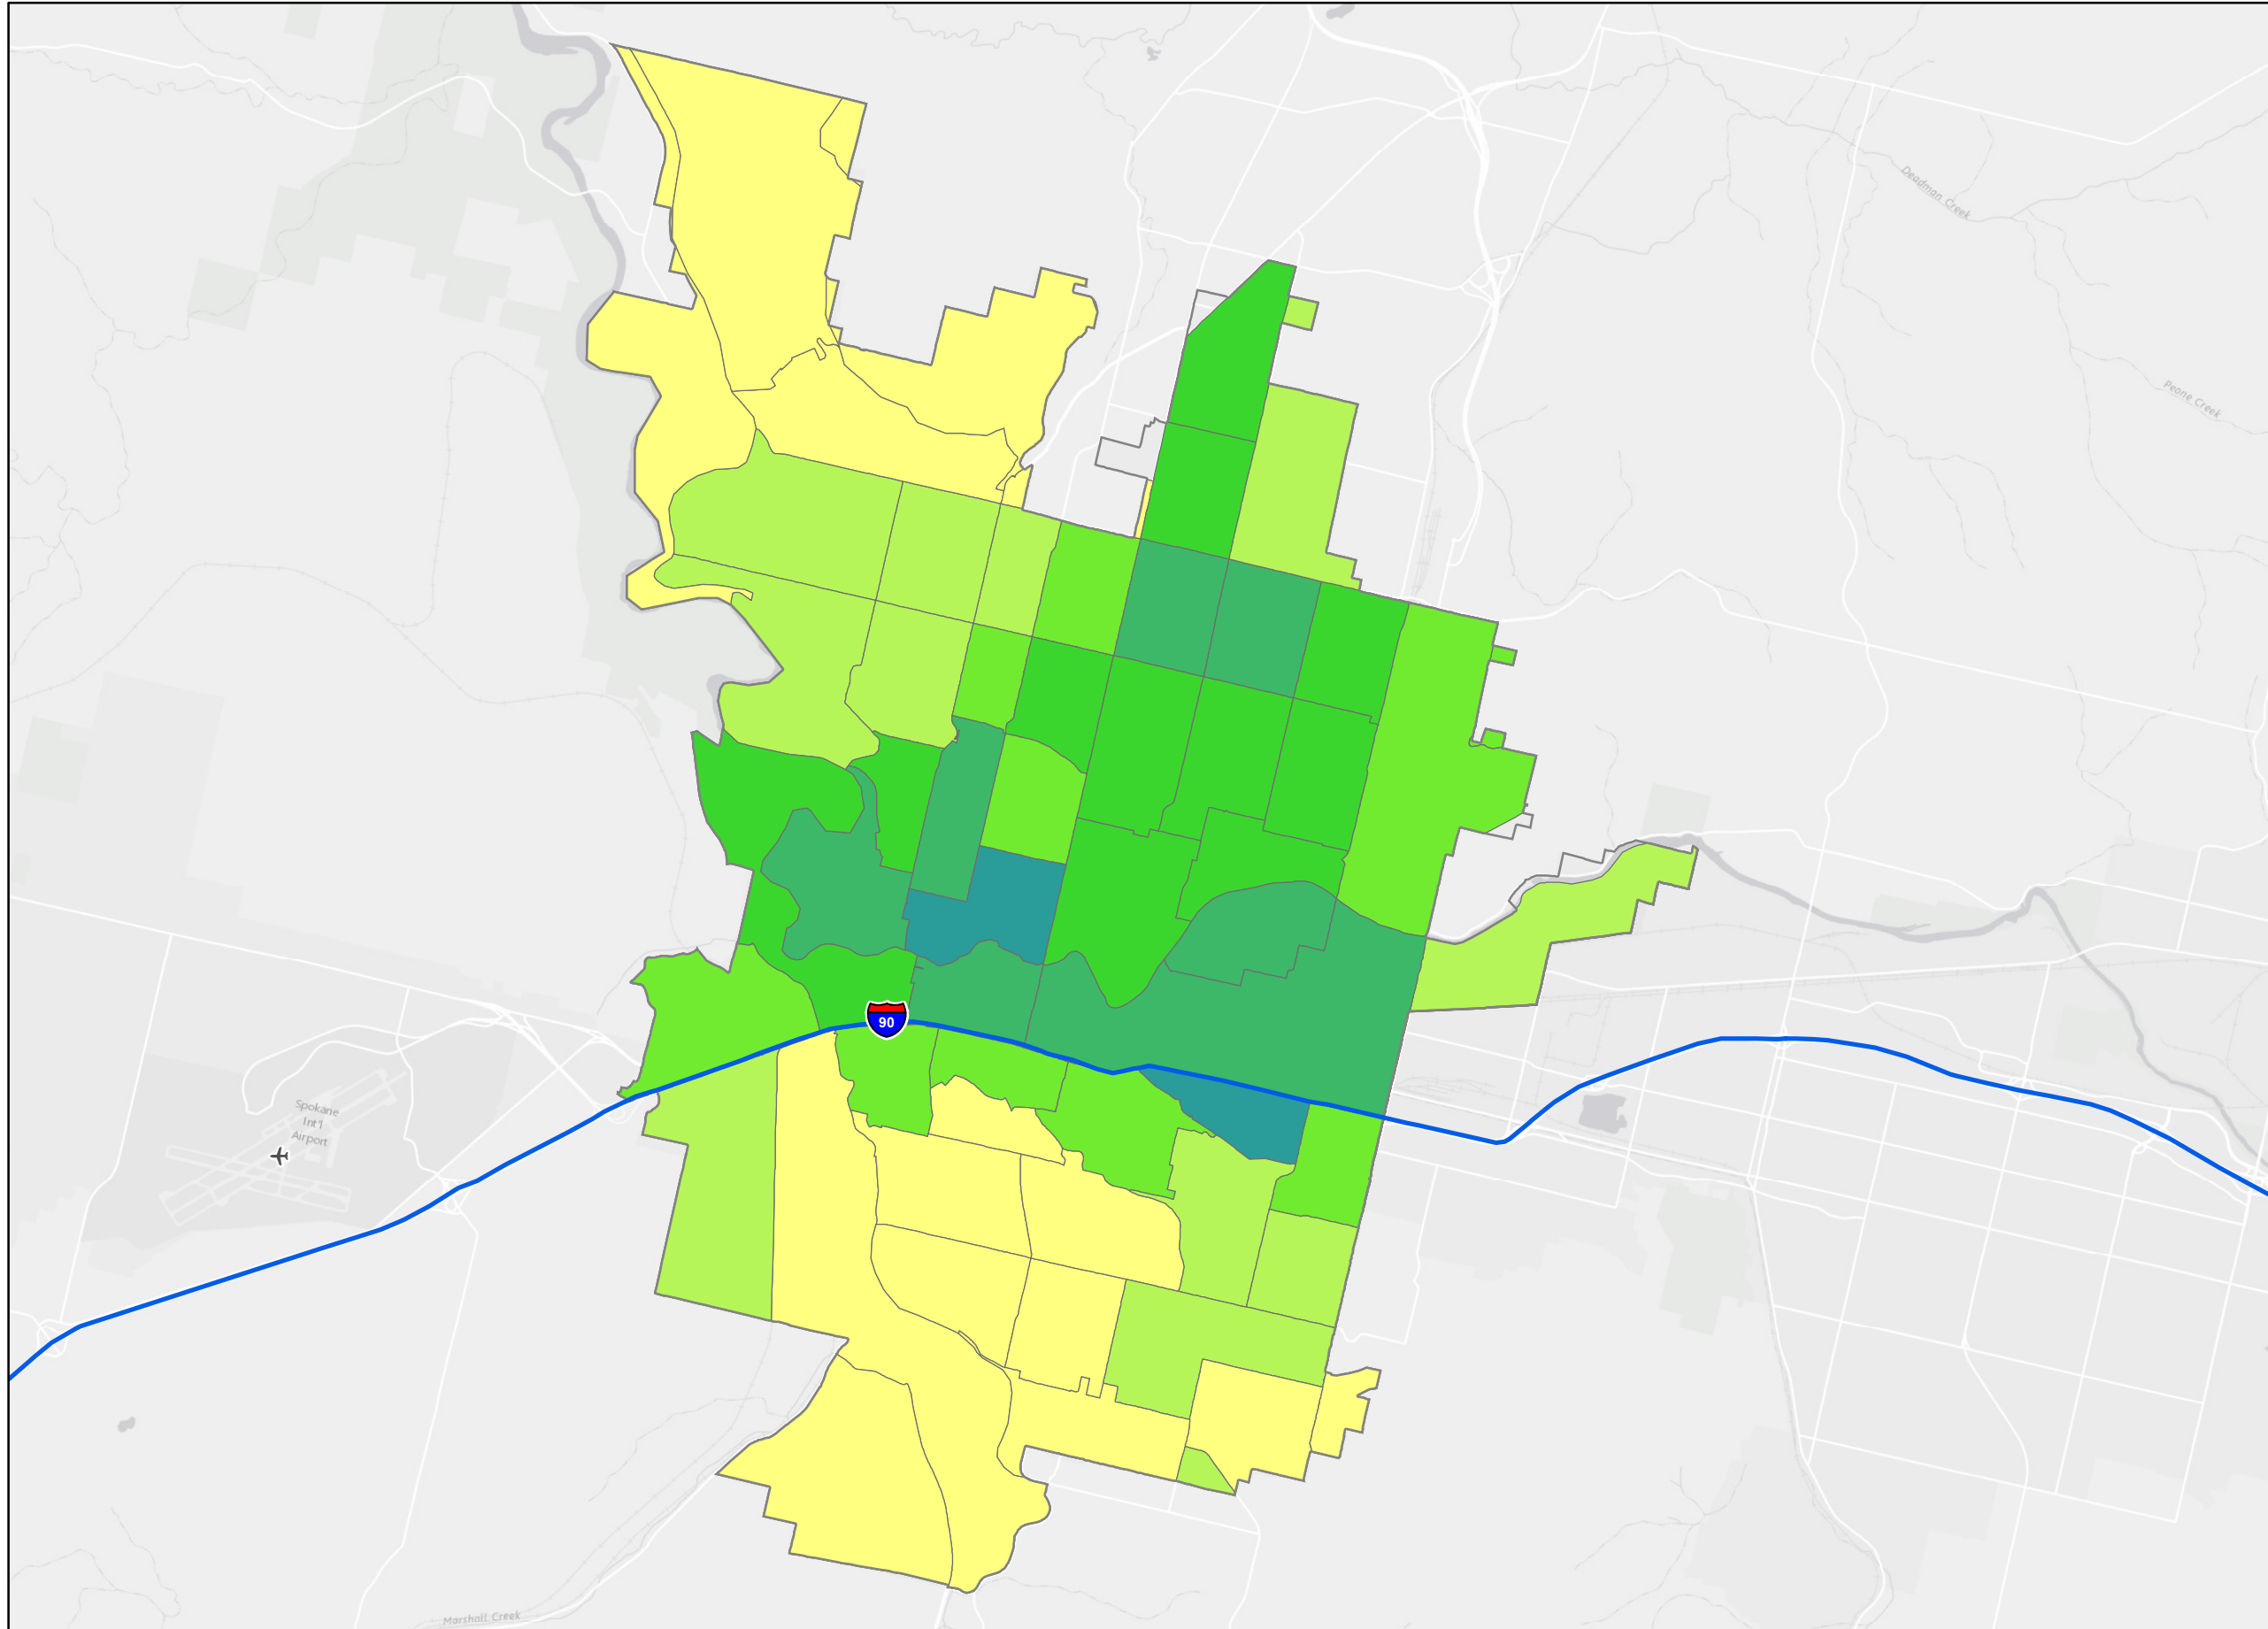 Deadman Creek
Peone Creek
90
Spokane
Int'l
Airport
Marshall Creek